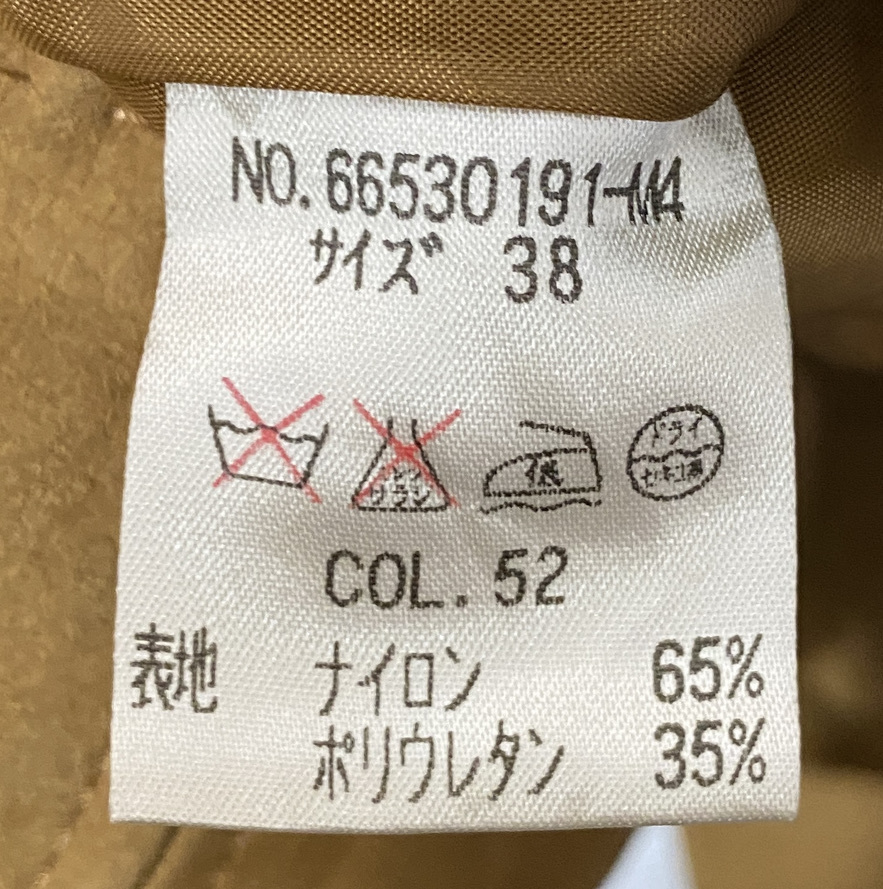 NO.66530191-M4
サイズ 38
低 ドライ
セキユ系
COL.52
表地 ナイロン 65%
ポリウレタン 35%